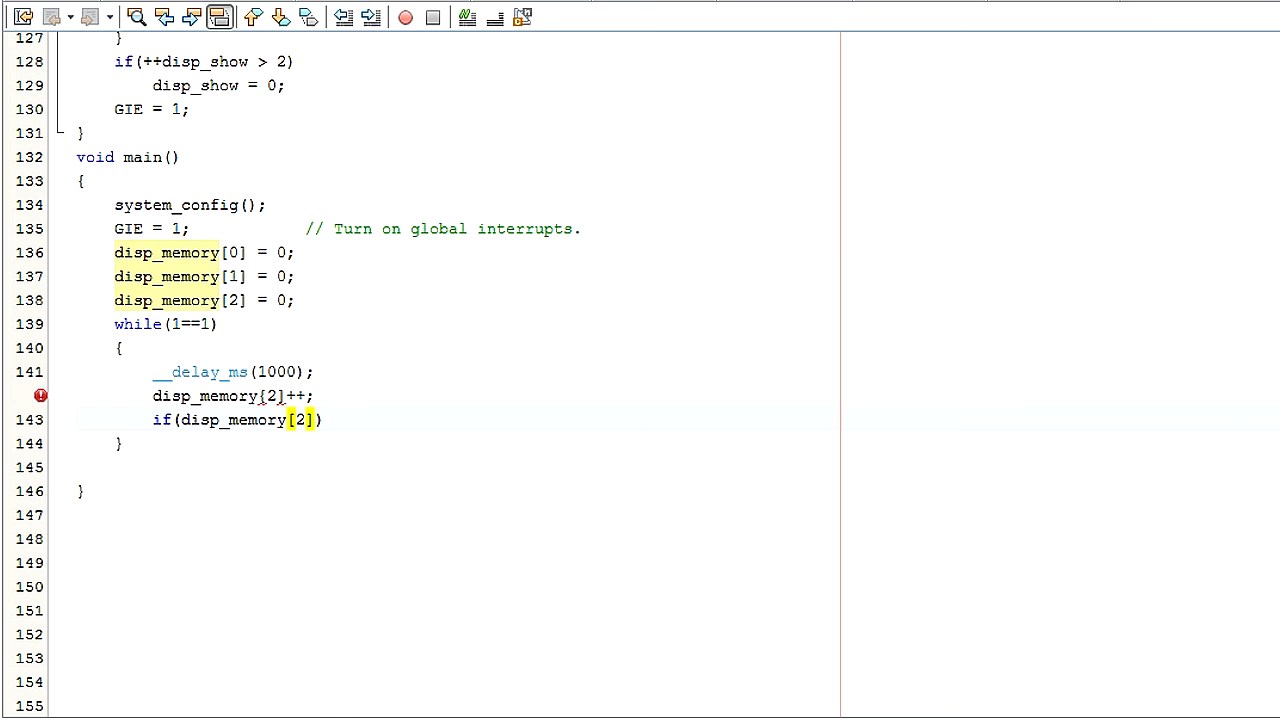 127 }
128 if(++disp_show > 2)
129 disp_show = 0;
130 GIE = 1;
131 }
132 void main()
133 {
134 system_config();
135 GIE = 1; // Turn on global interrupts.
136 disp_memory[0] = 0;
137 disp_memory[1] = 0;
138 disp_memory[2] = 0;
139 while(1==1)
140 {
141 __delay_ms(1000);
disp_memory{2]++;
143 if(disp_memory[2])
144 }
145
146 }
147
148
149
150
151
152
153
154
155